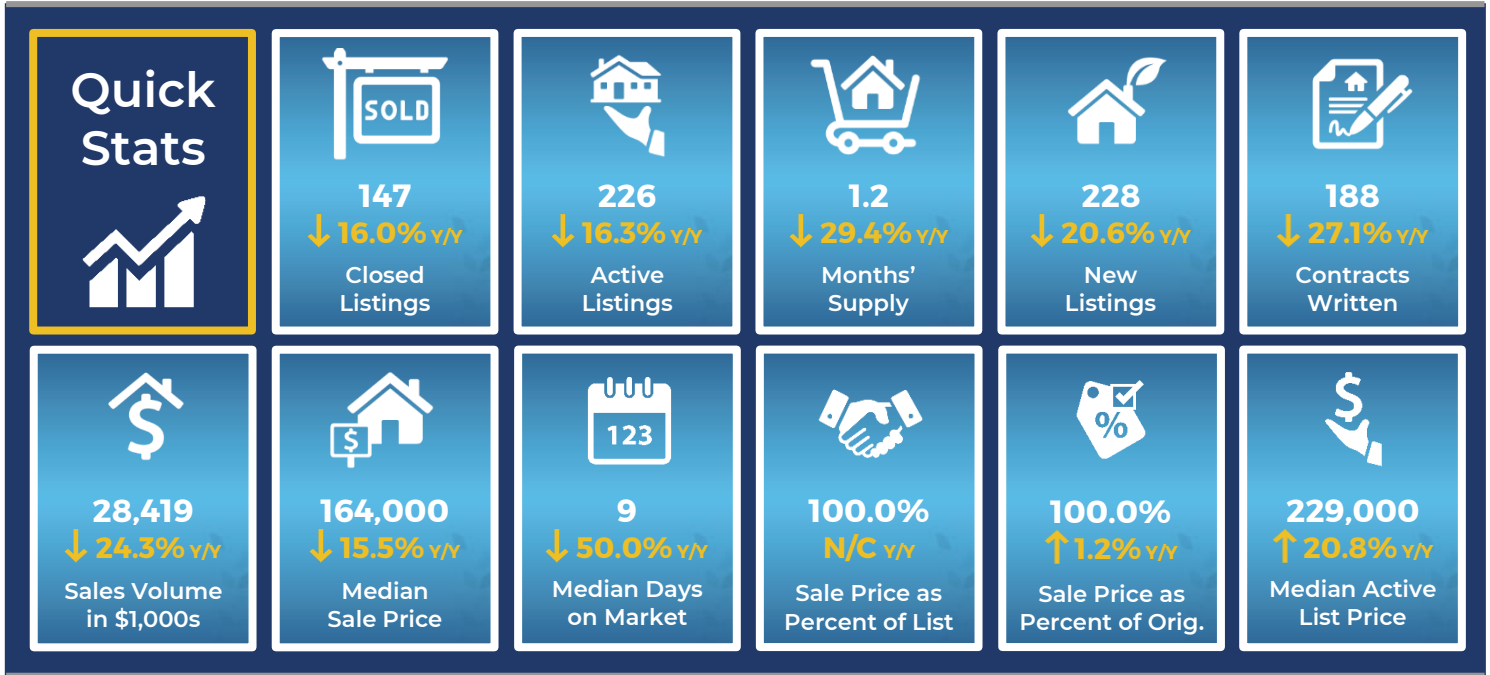 Quick
Stats
SOLD
147
↓ 16.0% Y/Y
Closed
Listings
226
↓ 16.3% Y/Y
Active
Listings
1.2
↓ 29.4% Y/Y
Months’
Supply
228
↓ 20.6% Y/Y
New
Listings
188
↓ 27.1% Y/Y
Contracts
Written
$
28,419
↓ 24.3% Y/Y
Sales Volume
in $1,000s
$
164,000
↓ 15.5% Y/Y
Median
Sale Price
123
9
↓ 50.0% Y/Y
Median Days
on Market
100.0%
N/C Y/Y
Sale Price as
Percent of List
%
100.0%
↑ 1.2% Y/Y
Sale Price as
Percent of Orig.
$
229,000
↑ 20.8% Y/Y
Median Active
List Price